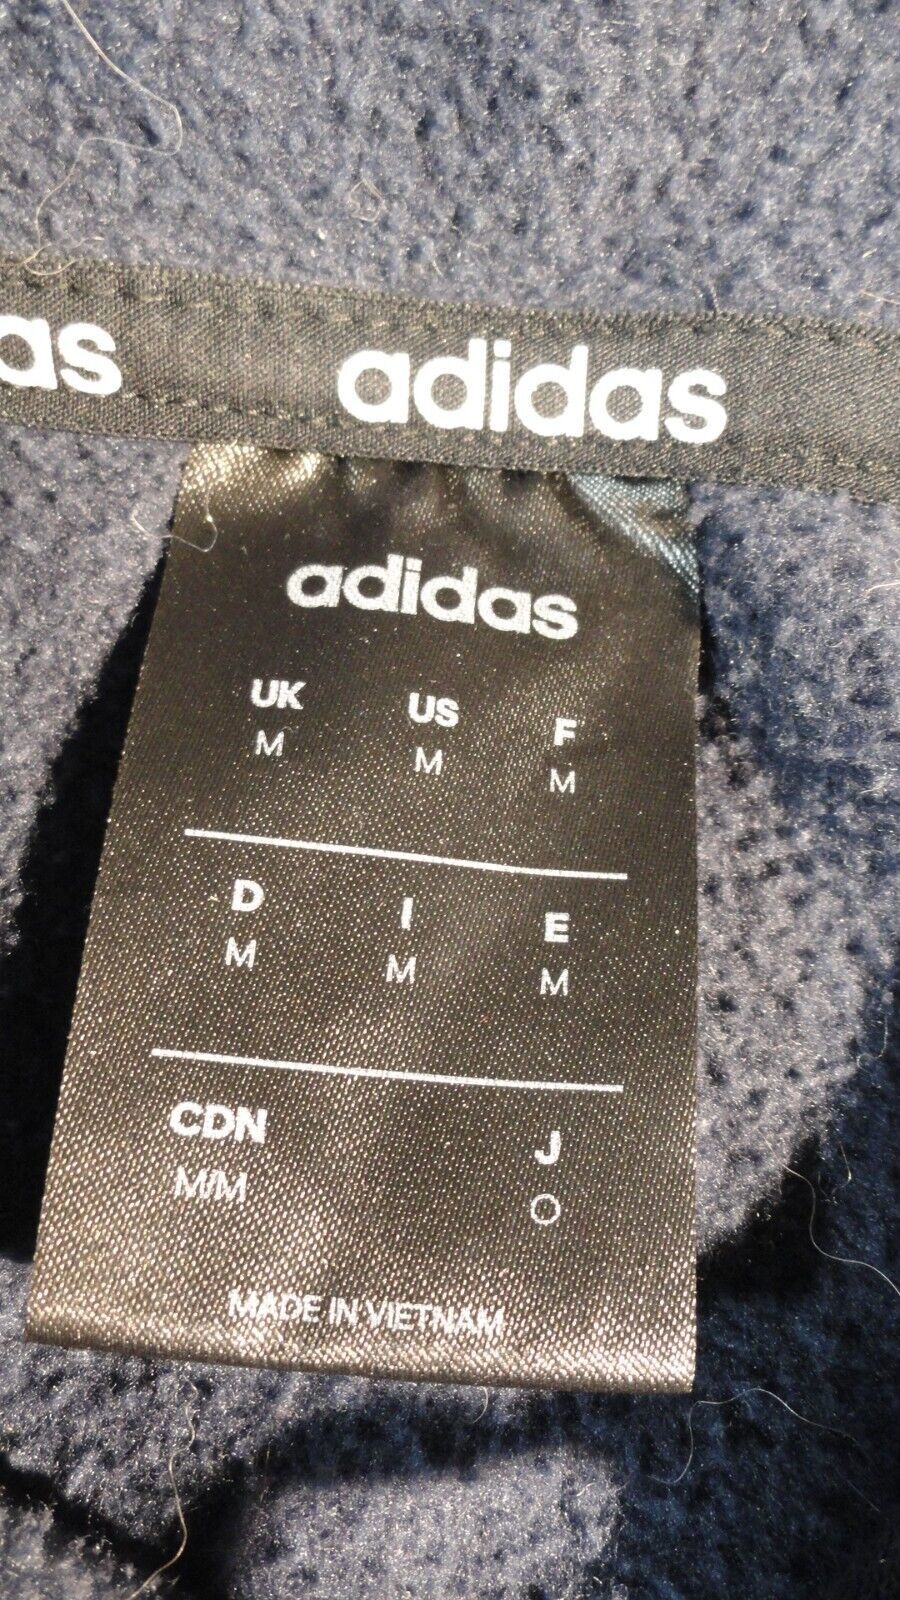 as adidas
adidas
UK US F
M M M
D I E
M M M
CDN J
M/M O
MADE IN VIETNAM